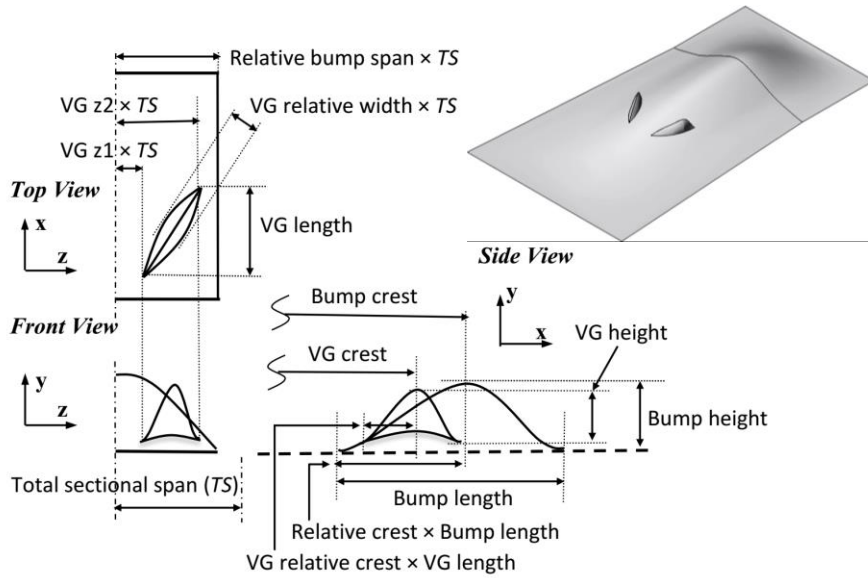 Relative bump span × TS
VG z2 × TS
VG relative width × TS
VG z1 × TS
Top View
x
z
VG length
Side View
y
x
Bump crest
VG height
Front View
VG crest
y
z
Bump height
Total sectional span (TS)
Bump length
Relative crest × Bump length
VG relative crest × VG length